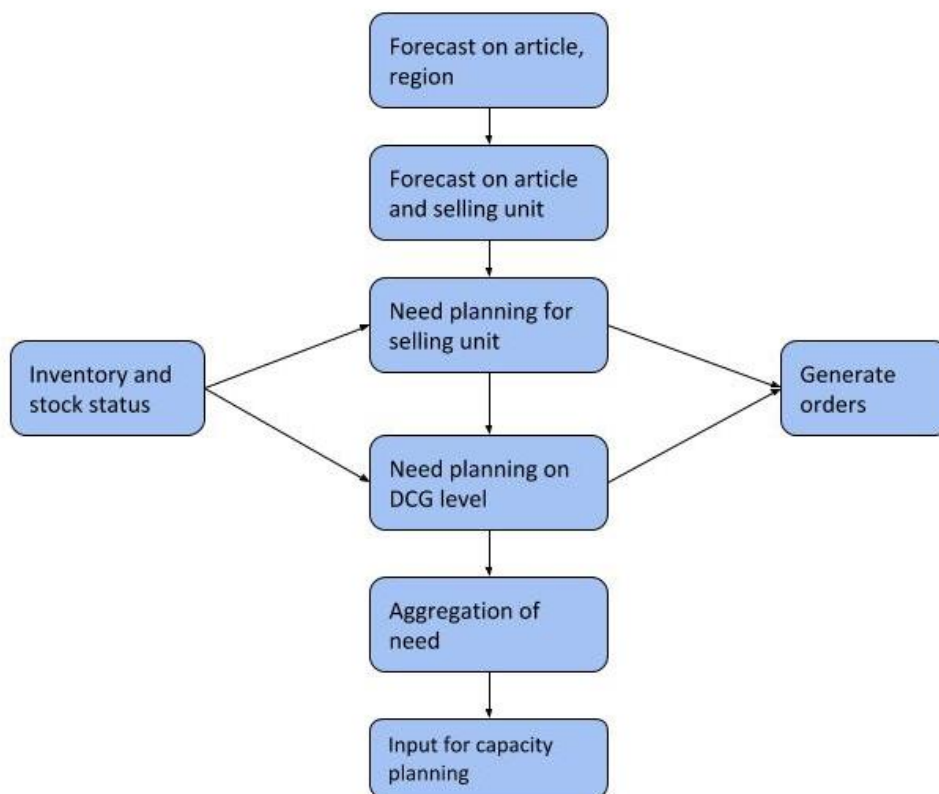 Forecast on article,
region
Forecast on article
and selling unit
Need planning for
selling unit
Inventory and
stock status
Generate
orders
Need planning on
DCG level
Aggregation of
need
Input for capacity
planning